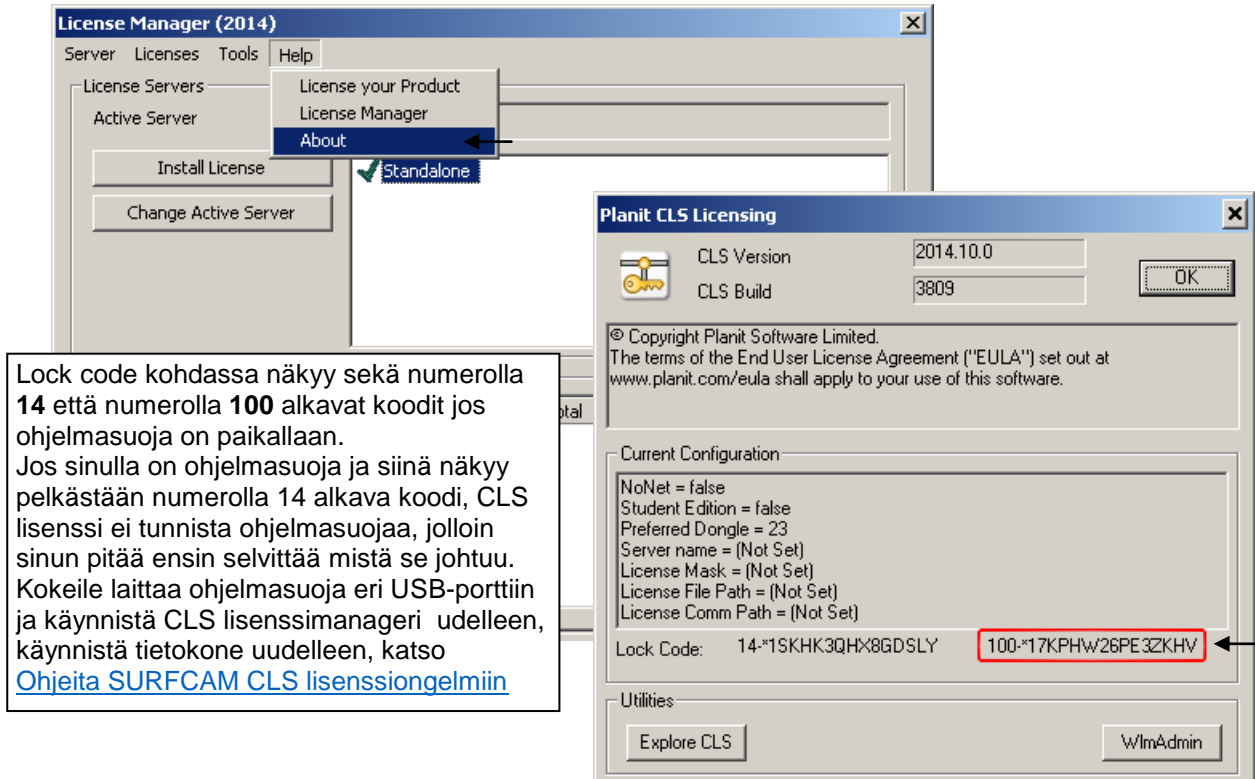 License Manager (2014)
Server Licenses Tools Help
License Servers
License your Product
License Manager
About
Active Server
Install License
Change Active Server
Standalone
Lock code kohdassa näkyy sekä numerolla
14 että numerolla 100 alkavat koodit jos
ohjelmasuoja on paikallaan.
Jos sinulla on ohjelmasuoja ja siinä näkyy
pelkästään numerolla 14 alkava koodi, CLS
lisenssi ei tunnista ohjelmasuojaa, jolloin
sinun pitää ensin selvittää mistä se johtuu.
Kokeile laittaa ohjelmasuoja eri USB-porttiin
ja käynnistä CLS lisenssimanageri udelleen,
käynnistä tietokone uudelleen, katso
Ohjeita SURFCAM CLS lisenssiongelmiin
Planit CLS Licensing
CLS Version 2014.10.0
OK
CLS Build 3809
© Copyright Planit Software Limited.
The terms of the End User License Agreement ("EULA") set out at
www.planit.com/eula shall apply to your use of this software.
Current Configuration
NoNet = false
Student Edition = false
Preferred Dongle = 23
Server name = (Not Set)
License Mask = (Not Set)
License File Path = (Not Set)
License Comm Path = (Not Set)
Lock Code: 14-*1SKHK3QHX8GDSLY 100-*17KPHW26PE3ZKHV
Utilities
Explore CLS WlmAdmin